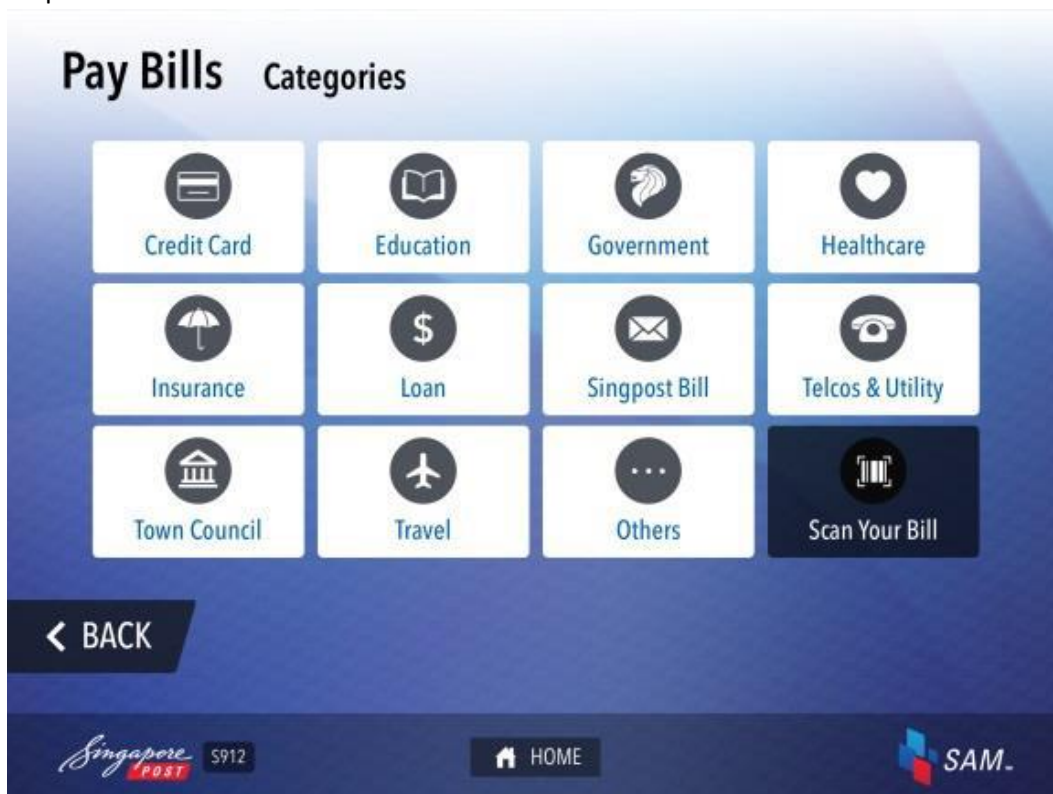 Pay Bills Categories
Credit Card
Education
Government
Healthcare
Insurance
$
Loan
Singpost Bill
Telcos & Utility
Town Council
Travel
Others
Scan Your Bill
BACK
Singapore
POST
S912
HOME
SAM